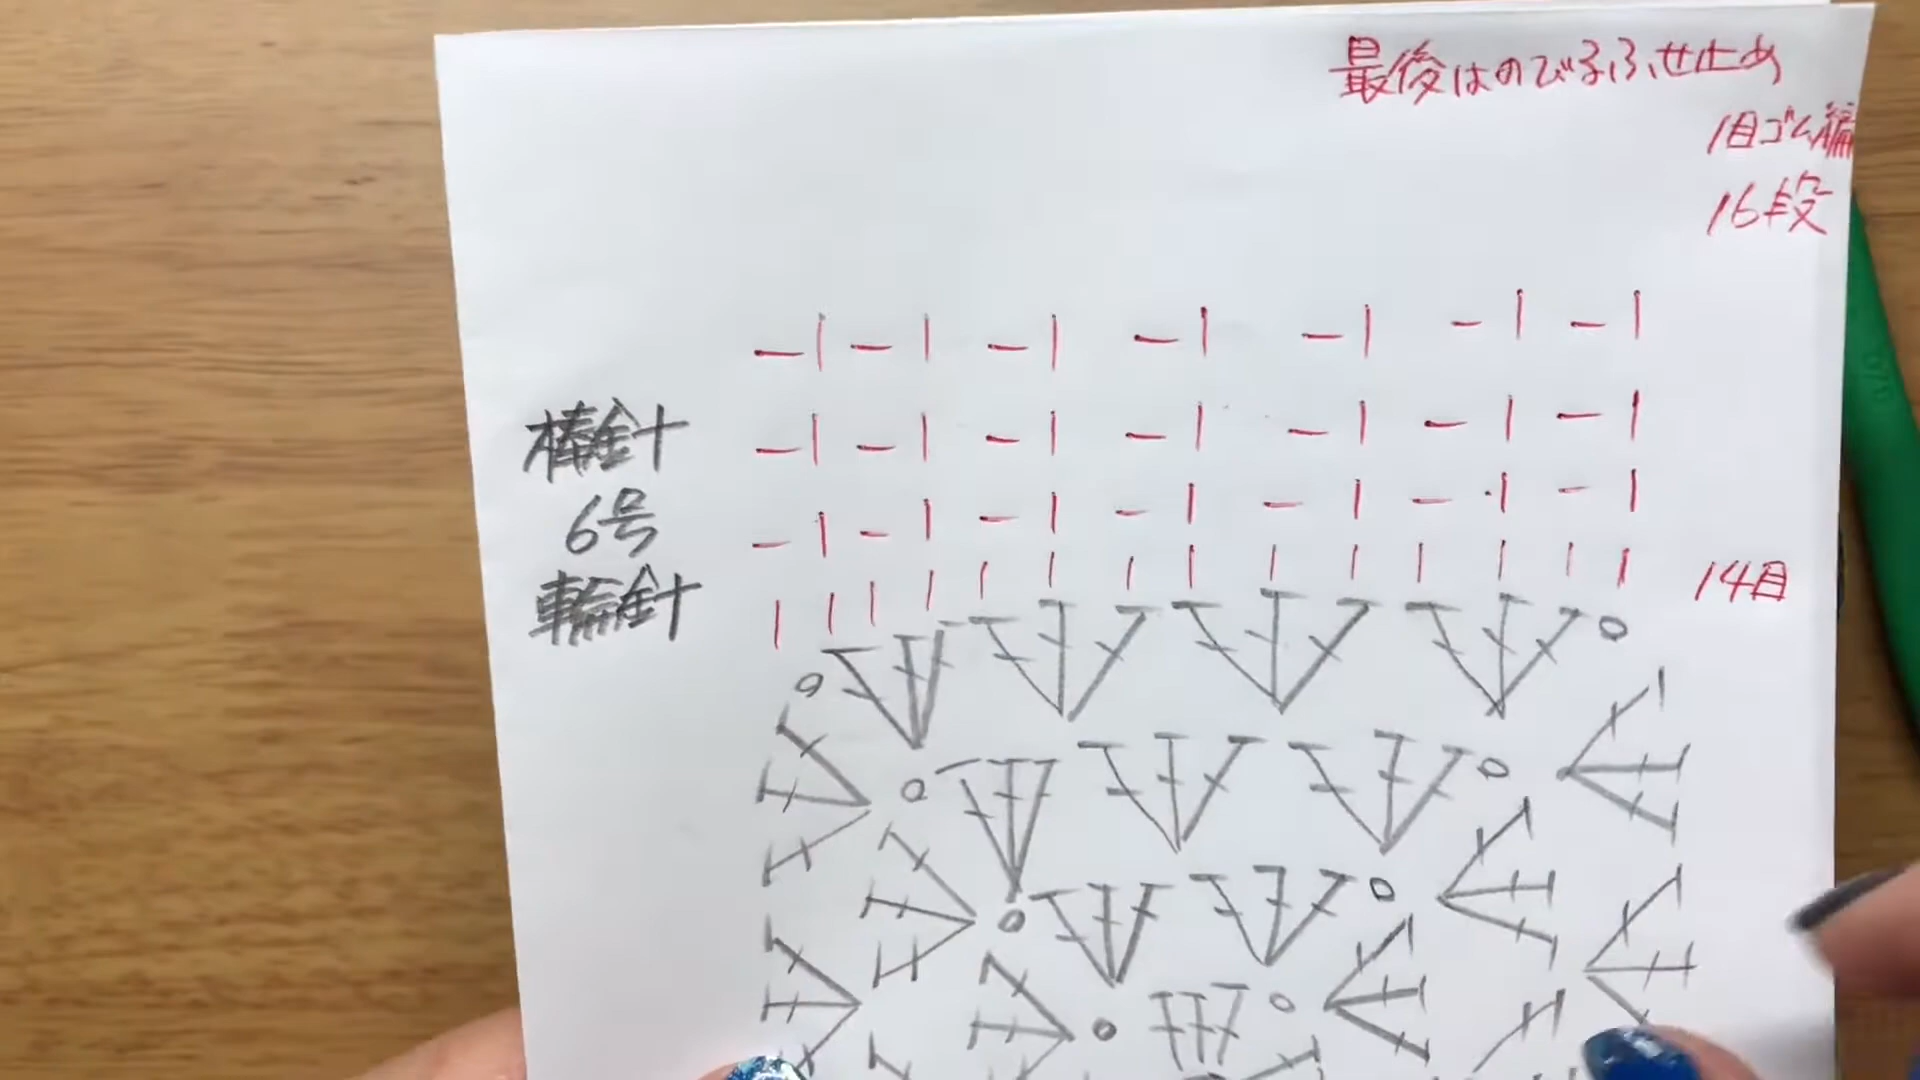 最後はのびるふせ止め
1目ゴム編
16段
棒針
6号
輪針
14目